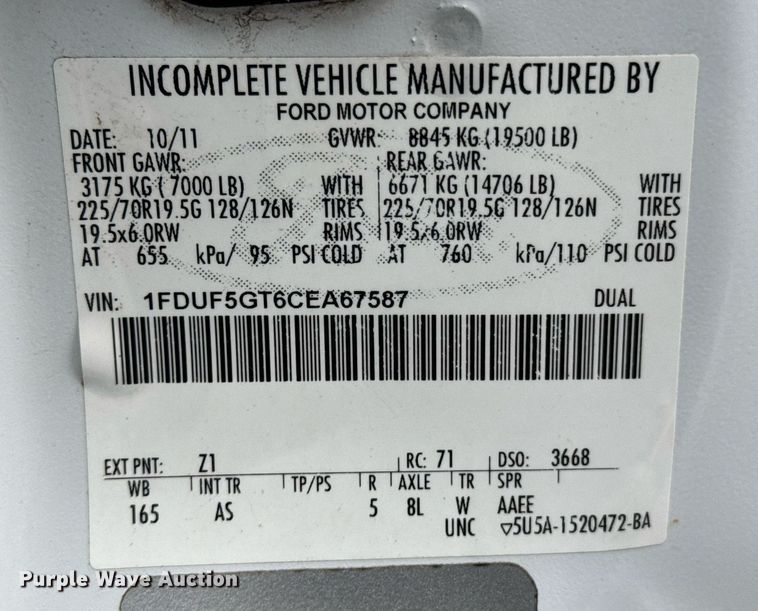 INCOMPLETE VEHICLE MANUFACTURED BY
FORD MOTOR COMPANY
DATE: 10/11 GVWR: 8845 KG (19500 LB)
FRONT GAWR: REAR GAWR:
3175 KG ( 7000 LB) WITH 6671 KG (14706 LB) WITH
225/70R19.5G 128/126N TIRES 225/70R19.5G 128/126N TIRES
19.5x6.0RW RIMS 19.5x6.0RW RIMS
AT 655 kPa/ 95 PSI COLD AT 760 kPa/110 PSI COLD
VIN: 1FDUF5GT6CEA67587 DUAL
EXT PNT: Z1 RC: 71 DSO: 3668
WB INT TR TP/PS R AXLE TR SPR
165 AS 5 8L W AAEE
UNC ▽5U5A-1520472-BA
Purple Wave Auction